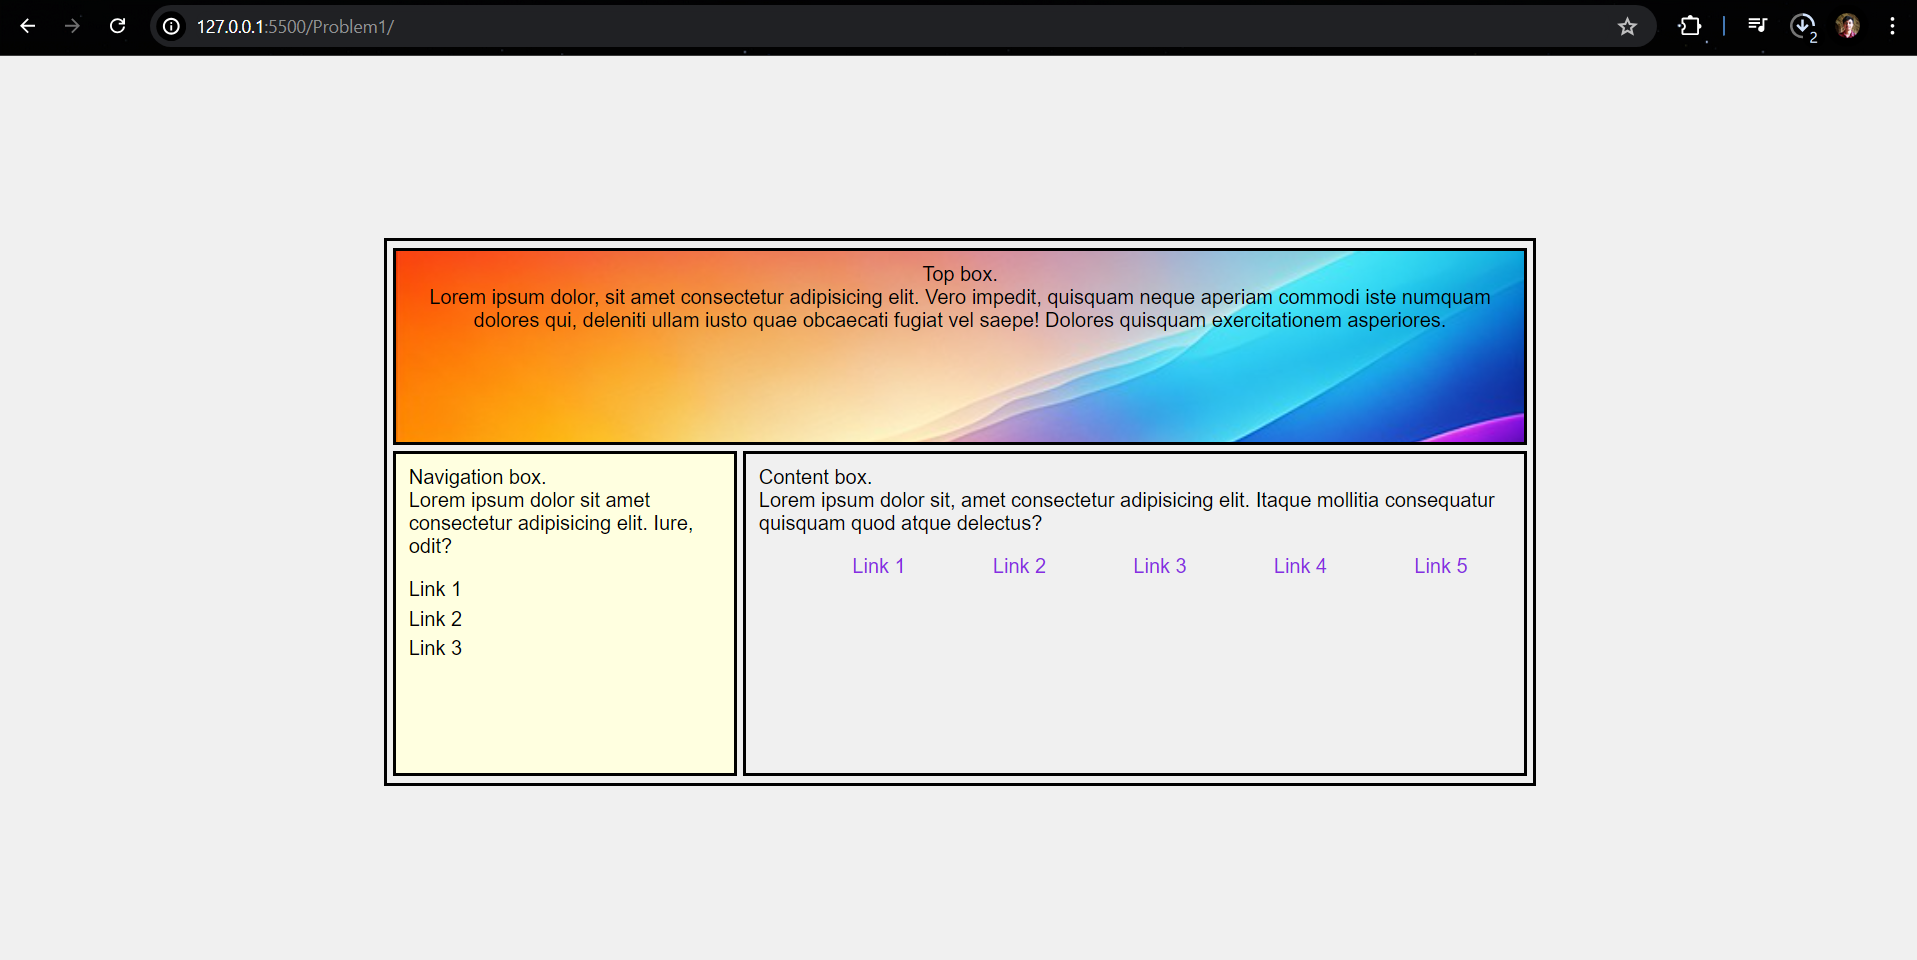 127.0.0.1:5500/Problem1/
2
Top box.
Lorem ipsum dolor, sit amet consectetur adipisicing elit. Vero impedit, quisquam neque aperiam commodi iste numquam
dolores qui, deleniti ullam iusto quae obcaecati fugiat vel saepe! Dolores quisquam exercitationem asperiores.
Navigation box.
Lorem ipsum dolor sit amet
consectetur adipisicing elit. Iure,
odit?
Link 1
Link 2
Link 3
Content box.
Lorem ipsum dolor sit, amet consectetur adipisicing elit. Itaque mollitia consequatur
quisquam quod atque delectus?
Link 1 Link 2 Link 3 Link 4 Link 5